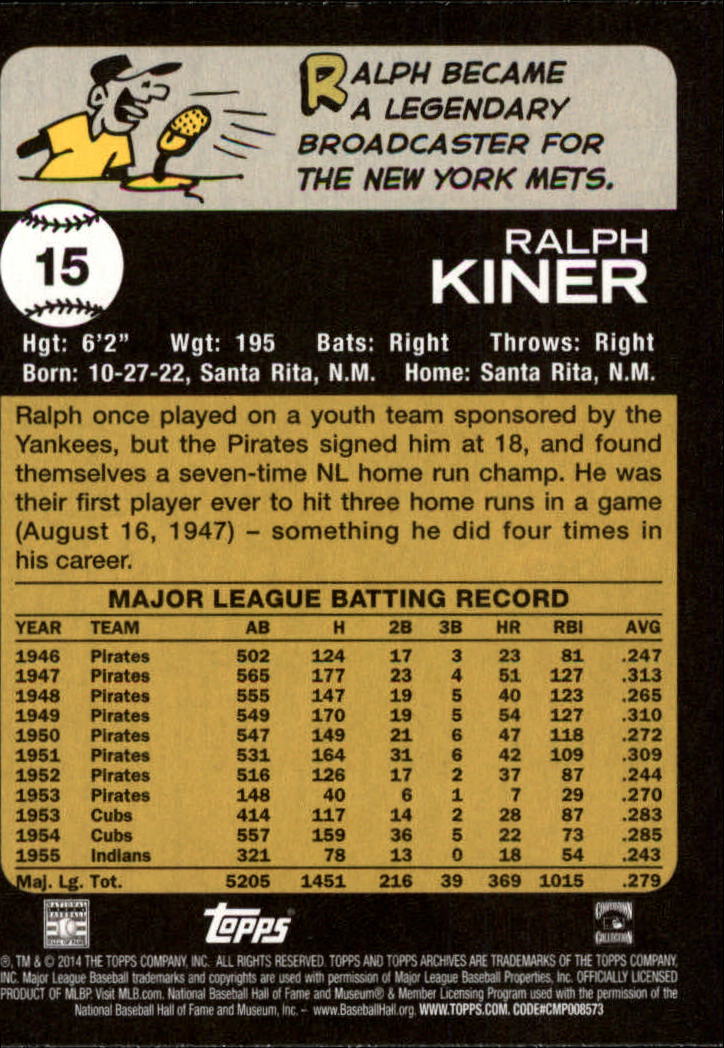 RALPH BECAME
A LEGENDARY
BROADCASTER FOR
THE NEW YORK METS.
15
RALPH
KINER
Hgt: 6'2" Wgt: 195 Bats: Right Throws: Right
Born: 10-27-22, Santa Rita, N.M. Home: Santa Rita, N.M.
Ralph once played on a youth team sponsored by the
Yankees, but the Pirates signed him at 18, and found
themselves a seven-time NL home run champ. He was
their first player ever to hit three home runs in a game
(August 16, 1947) – something he did four times in
his career.
MAJOR LEAGUE BATTING RECORD
YEAR TEAM AB H 2B 3B HR RBI AVG
1946 Pirates 502 124 17 3 23 81 .247
1947 Pirates 565 177 23 4 51 127 .313
1948 Pirates 555 147 19 5 40 123 .265
1949 Pirates 549 170 19 5 54 127 .310
1950 Pirates 547 149 21 6 47 118 .272
1951 Pirates 531 164 31 6 42 109 .309
1952 Pirates 516 126 17 2 37 87 .244
1953 Pirates 148 40 6 1 7 29 .270
1953 Cubs 414 117 14 2 28 87 .283
1954 Cubs 557 159 36 5 22 73 .285
1955 Indians 321 78 13 0 18 54 .243
Maj. Lg. Tot. 5205 1451 216 39 369 1015 .279
NATIONAL
BASEBALL
HALL OF FAME
Topps®
COOPERSTOWN
COLLECTION
®, TM & © 2014 THE TOPPS COMPANY, INC. ALL RIGHTS RESERVED. TOPPS AND TOPPS ARCHIVES ARE TRADEMARKS OF THE TOPPS COMPANY,
INC. Major League Baseball trademarks and copyrights are used with permission of Major League Baseball Properties, Inc. OFFICIALLY LICENSED
PRODUCT OF MLBP. Visit MLB.com. National Baseball Hall of Fame and Museum® & Member Licensing Program used with the permission of the
National Baseball Hall of Fame and Museum, Inc. – www.BaseballHall.org. WWW.TOPPS.COM. CODE#CMP008573